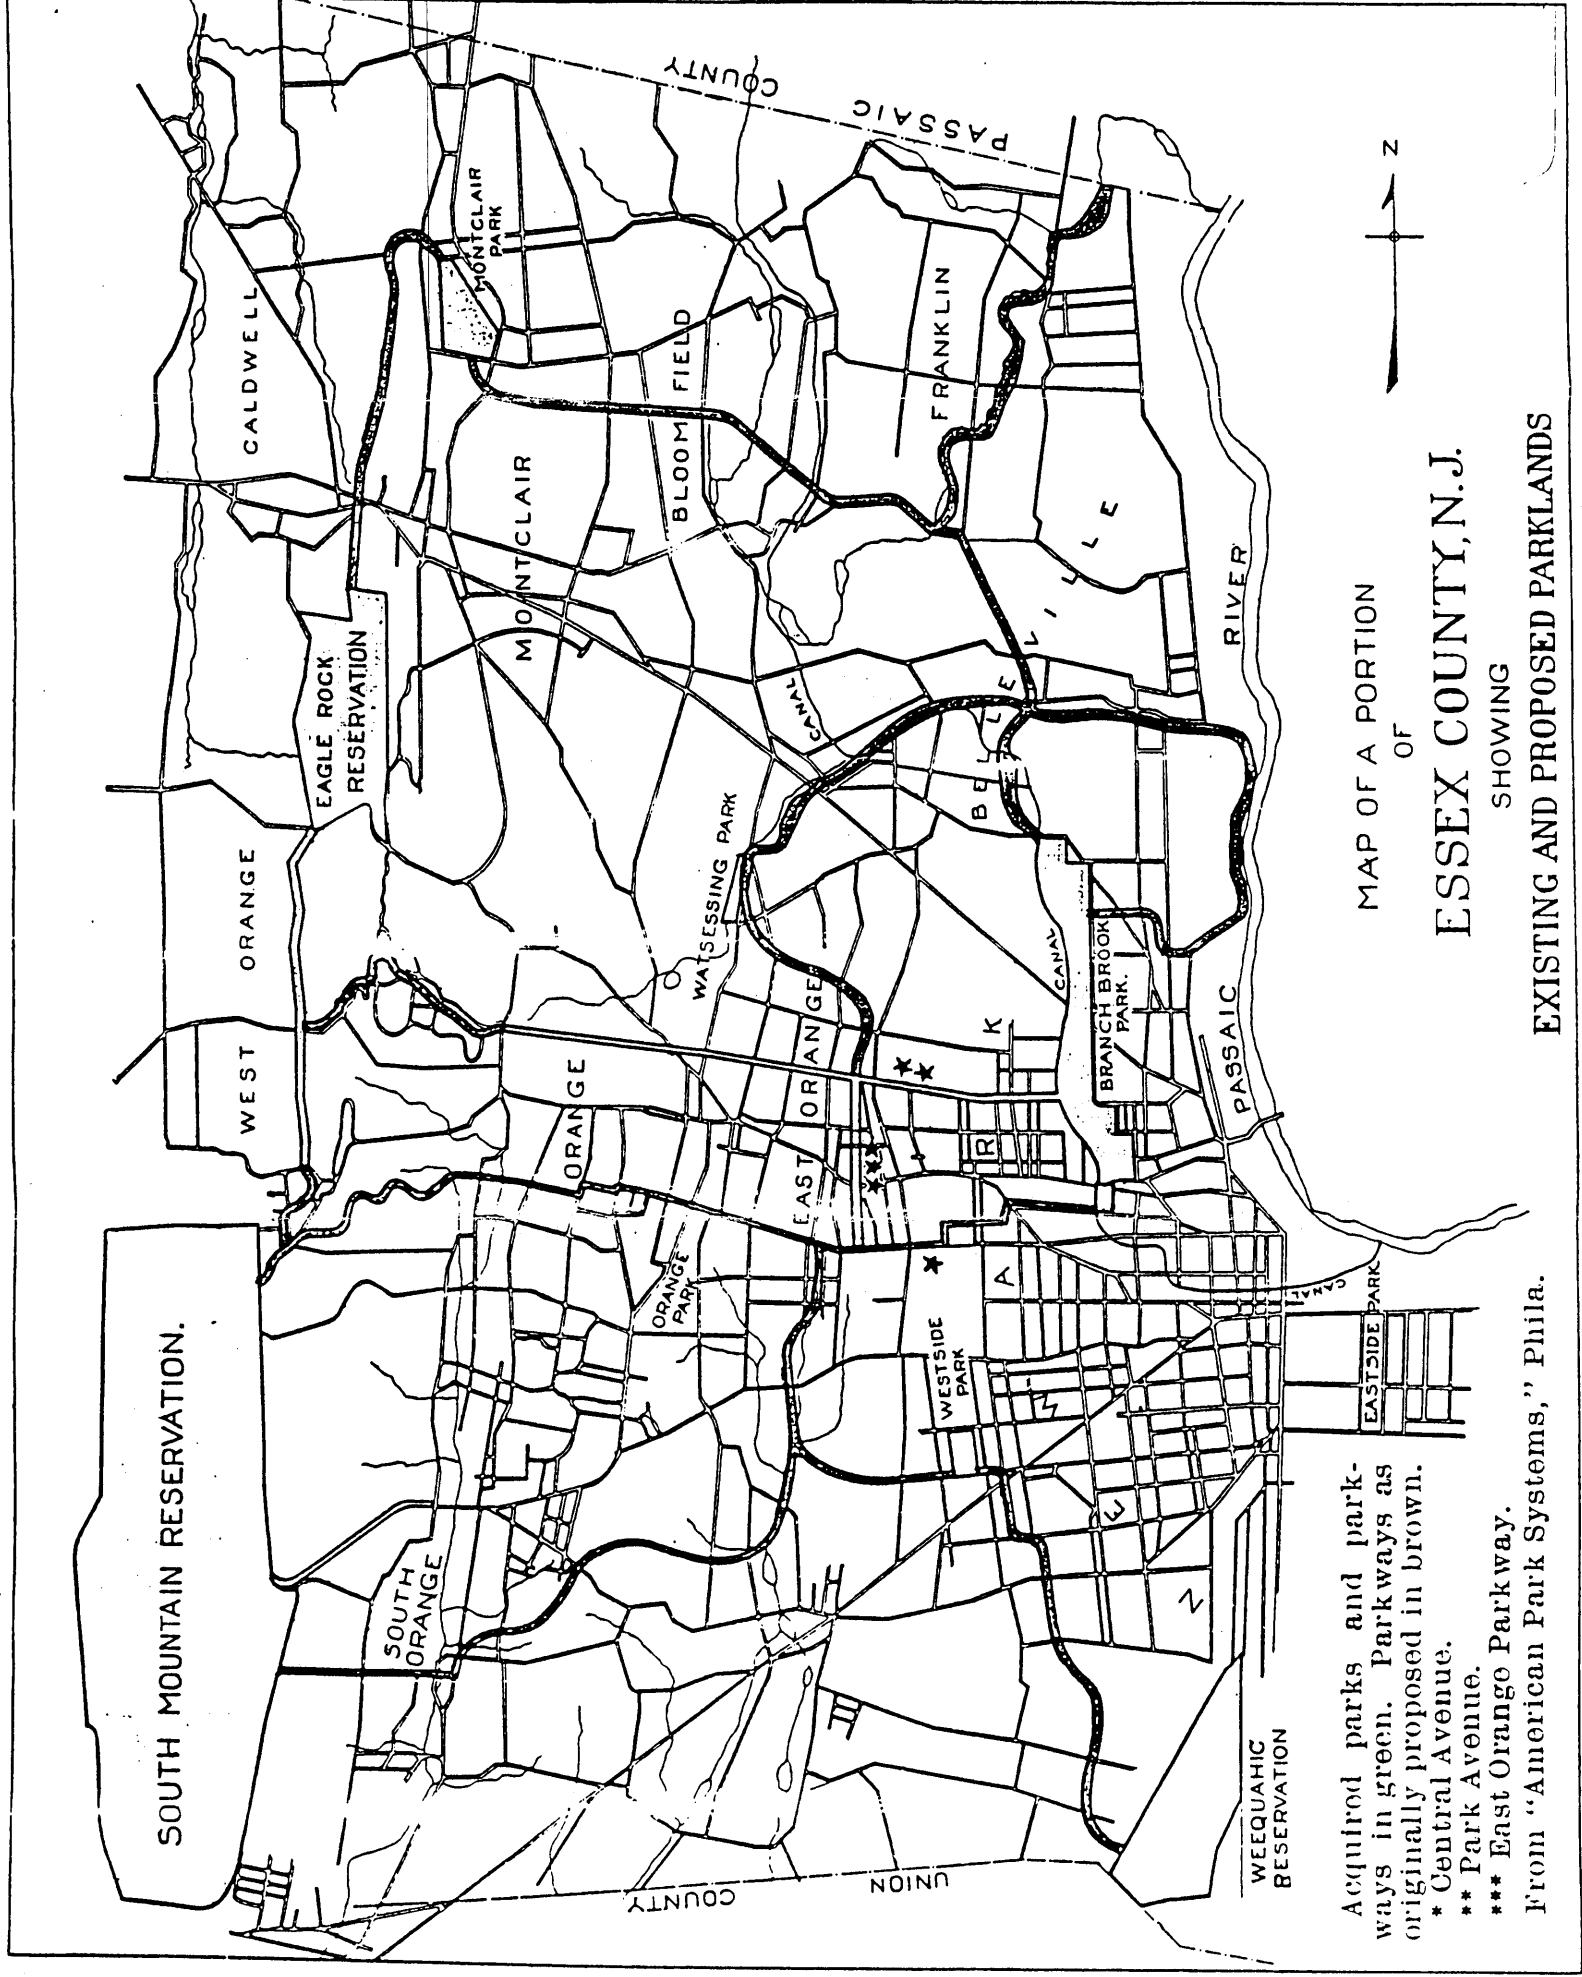 MAP OF A PORTION
OF
ESSEX COUNTY, N.J.
SHOWING
EXISTING AND PROPOSED PARKLANDS
SOUTH MOUNTAIN RESERVATION.
WEST ORANGE
CALDWELL
EAGLE ROCK
RESERVATION
MONTCLAIR
PARK
MONTCLAIR
BLOOMFIELD
FRANKLIN
PASSAIC COUNTY
SOUTH
ORANGE
ORANGE
ORANGE
PARK
WATSESSING PARK
EAST ORANGE
CANAL
BELLEVILLE
CANAL
BRANCH BROOK
PARK.
PASSAIC RIVER
WESTSIDE
PARK
NEWARK
CANAL
EASTSIDE PARK
WEEQUAHIC
RESERVATION
UNION COUNTY
N
Acquired parks and park-
ways in green. Parkways as
originally proposed in brown.
* Central Avenue.
** Park Avenue.
*** East Orange Parkway.
From "American Park Systems," Phila.